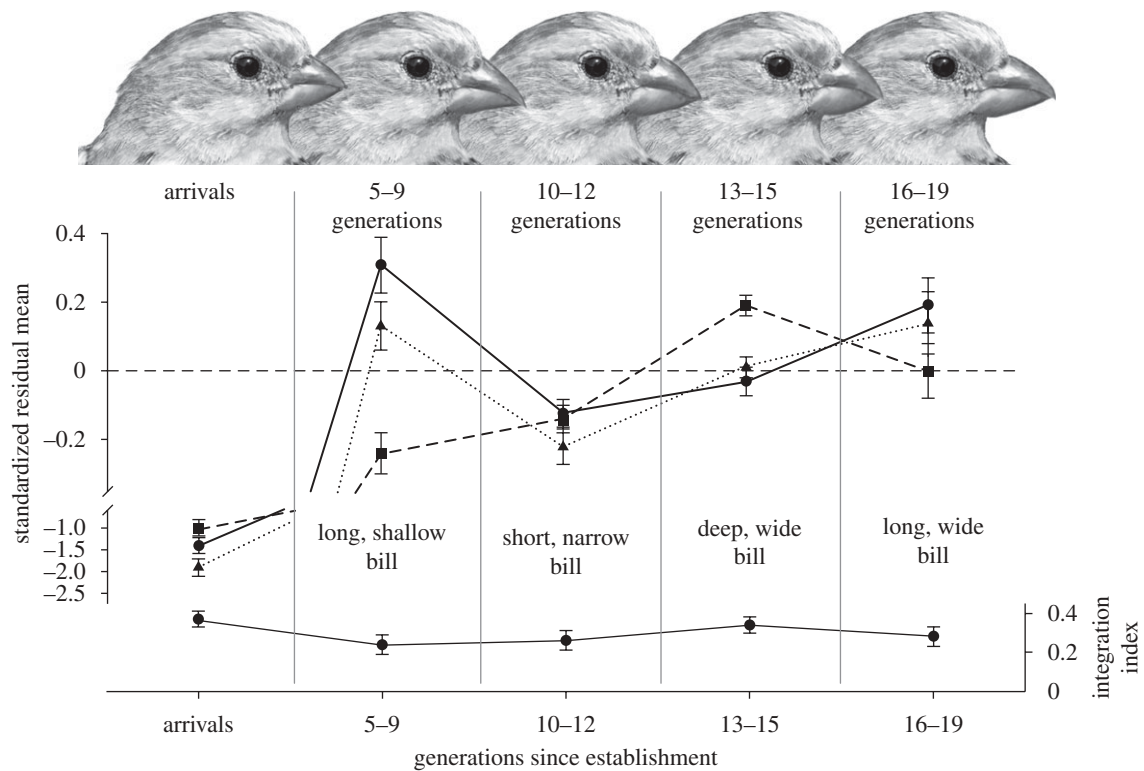 arrivals
5–9
generations
10–12
generations
13–15
generations
16–19
generations
standardized residual mean
0.4
0.2
0
–0.2
–1.0
–1.5
–2.0
–2.5
long, shallow
bill
short, narrow
bill
deep, wide
bill
long, wide
bill
0.4
0.2
0
integration
index
arrivals
5–9
10–12
13–15
16–19
generations since establishment